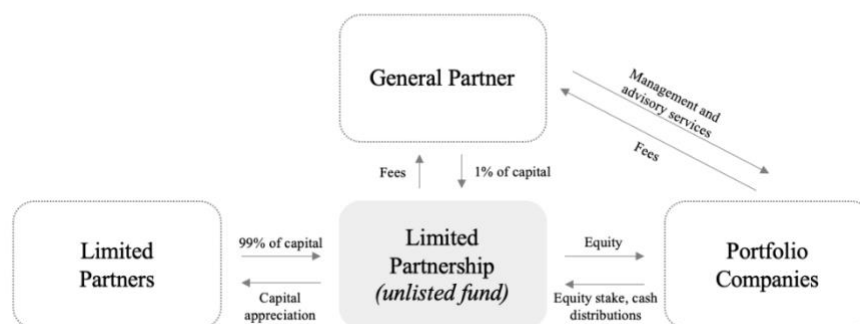 General Partner
Management and
advisory services
Fees
Fees
1% of capital
Limited
Partners
99% of capital
Capital
appreciation
Limited
Partnership
(unlisted fund)
Equity
Equity stake, cash
distributions
Portfolio
Companies